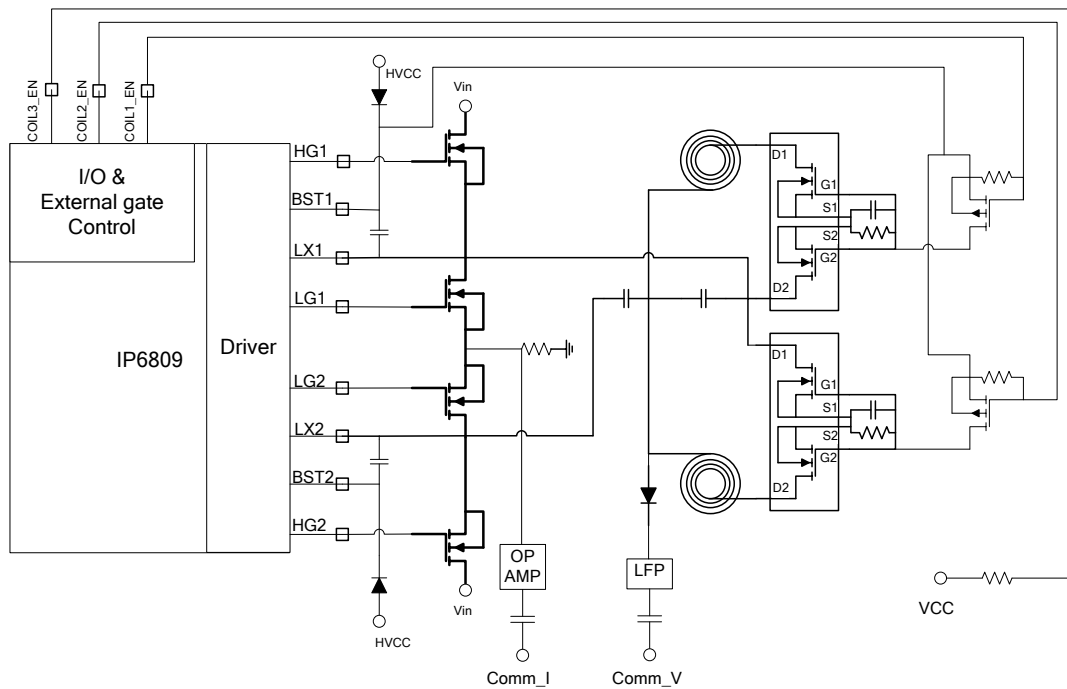 COIL3_EN
COIL2_EN
COIL1_EN
HVCC
Vin
I/O &
External gate
Control
HG1
BST1
LX1
LG1
IP6809
Driver
LG2
LX2
BST2
HG2
D1
G1
S1
S2
G2
D2
D1
G1
S1
S2
G2
D2
OP
AMP
LFP
Vin
HVCC
VCC
Comm_I
Comm_V